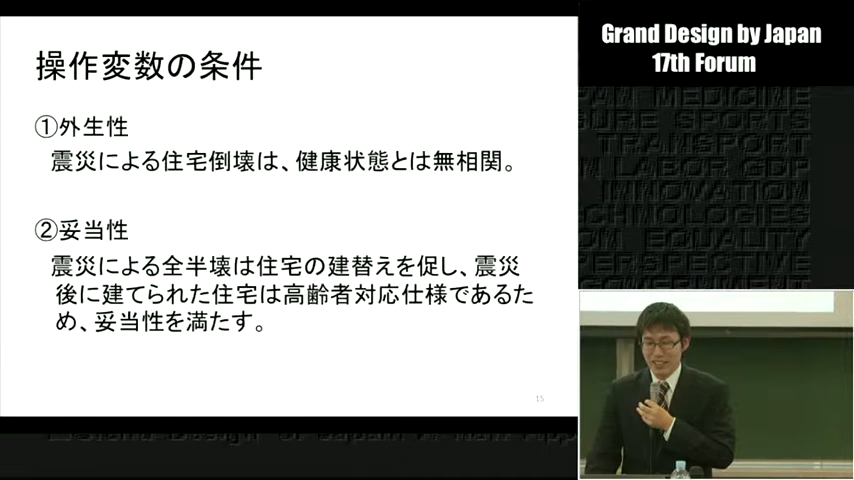 操作変数の条件
①外生性
震災による住宅倒壊は、健康状態とは無相関。
②妥当性
震災による全半壊は住宅の建替えを促し、震災
後に建てられた住宅は高齢者対応仕様であるた
め、妥当性を満たす。
15
Grand Design by Japan
17th Forum
MEDICINE
SURE SPORTS
TRANSPORT
LABOR GDP
INNOVATION
EQUALITY